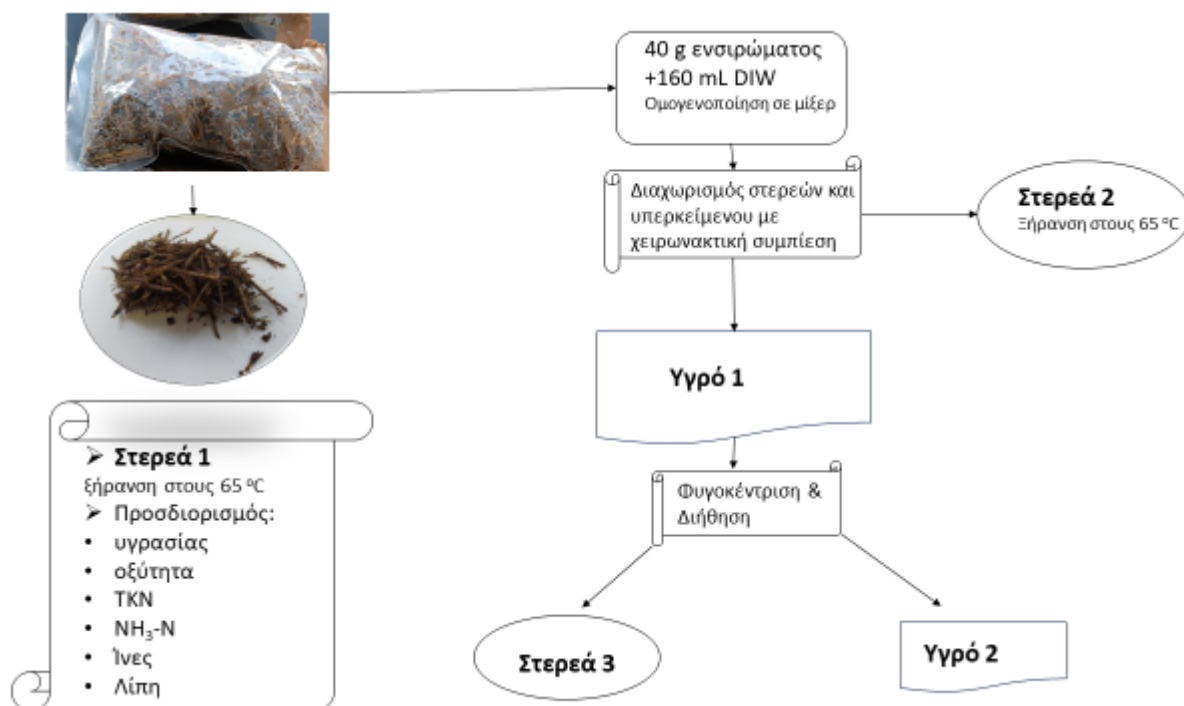 40 g ενσιρώματος
+160 mL DIW
Ομογενοποίηση σε μίξερ
Διαχωρισμός στερεών και
υπερκείμενου με
χειρωνακτική συμπίεση
Στερεά 2
Ξήρανση στους 65 ᵒC
Υγρό 1
Φυγοκέντριση &
Διήθηση
Στερεά 3
Υγρό 2
➢ Στερεά 1
ξήρανση στους 65 ᵒC
➢ Προσδιορισμός:
• υγρασίας
• οξύτητα
• TKN
• NH₃-N
• Ίνες
• Λίπη